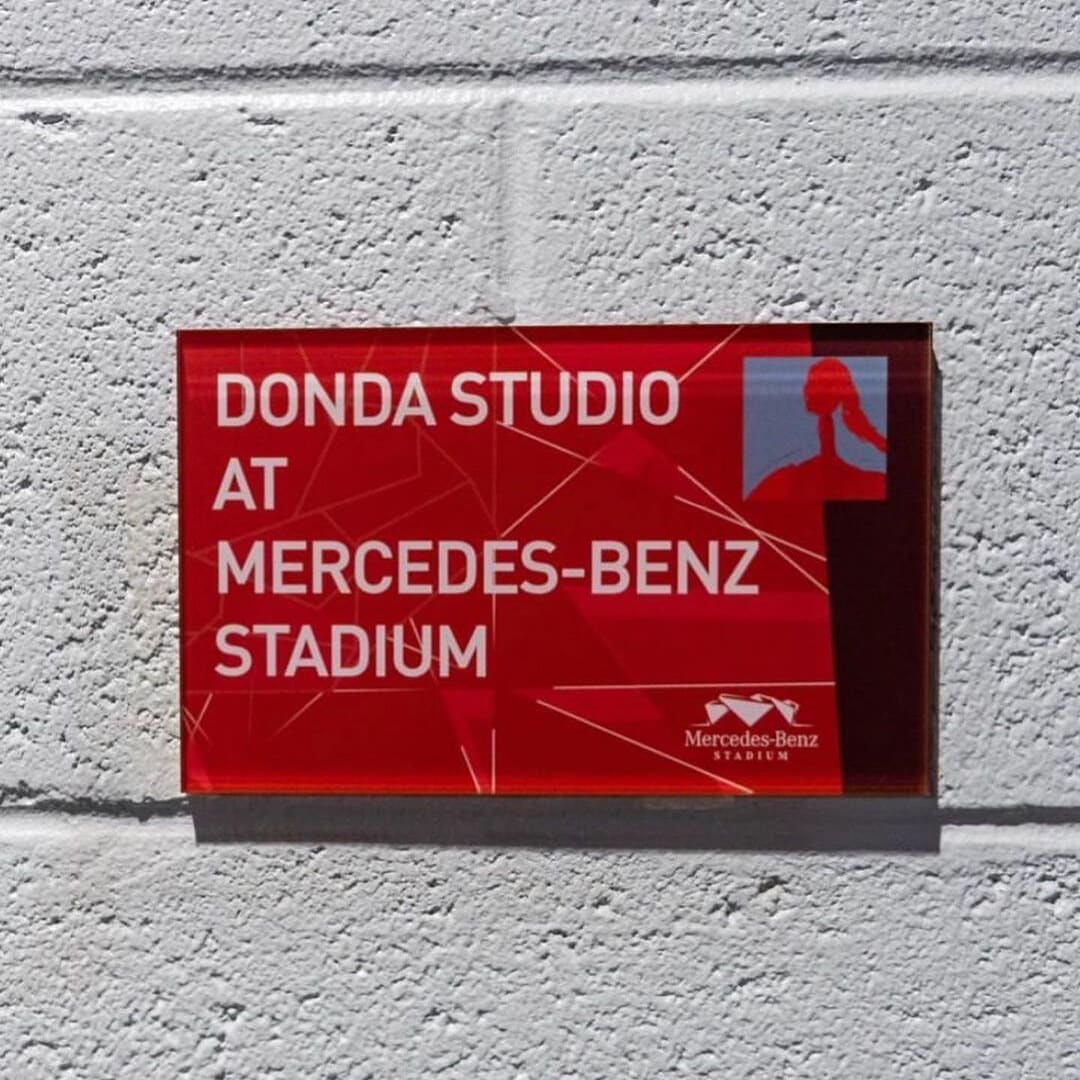 DONDA STUDIO
AT
MERCEDES-BENZ
STADIUM
Mercedes-Benz
STADIUM